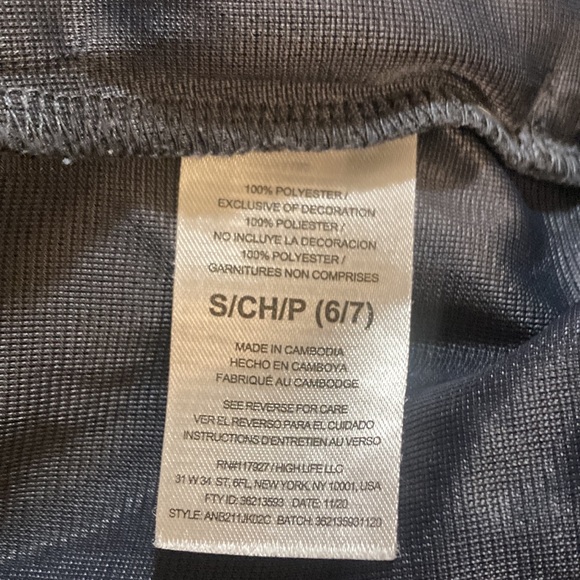 100% POLYESTER /
EXCLUSIVE OF DECORATION
100% POLIESTER /
NO INCLUYE LA DECORACION
100% POLYESTER /
GARNITURES NON COMPRISES
S/CH/P (6/7)
MADE IN CAMBODIA
HECHO EN CAMBOYA
FABRIQUÉ AU CAMBODGE
SEE REVERSE FOR CARE
VER EL REVERSO PARA EL CUIDADO
INSTRUCTIONS D'ENTRETIEN AU VERSO
RN#117927 / HIGH LIFE LLC
31 W 34 ST, 6FL, NEW YORK, NY 10001, USA
FTY ID: 36213593 DATE: 11/20
STYLE: ANB211JK02C BATCH: 362135931120